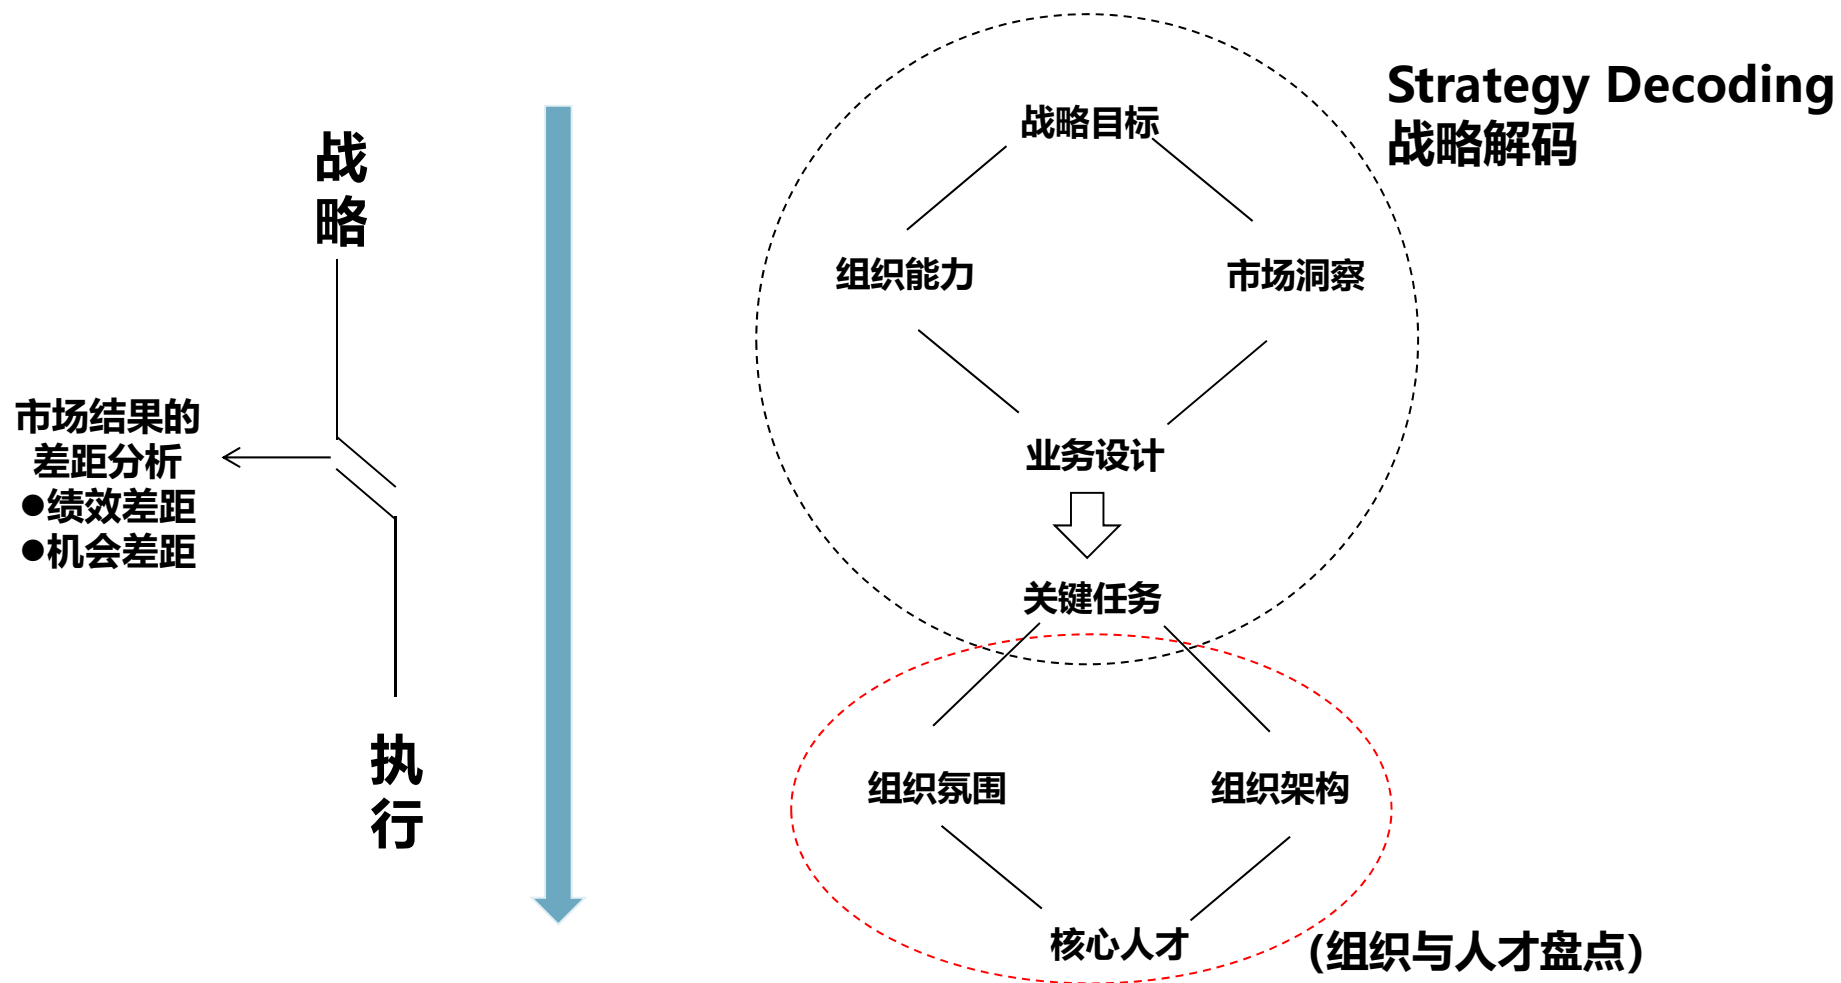 战
略
市场结果的
差距分析
●绩效差距
●机会差距
执
行
Strategy Decoding
战略解码
战略目标
组织能力
市场洞察
业务设计
关键任务
组织氛围
组织架构
核心人才
(组织与人才盘点)